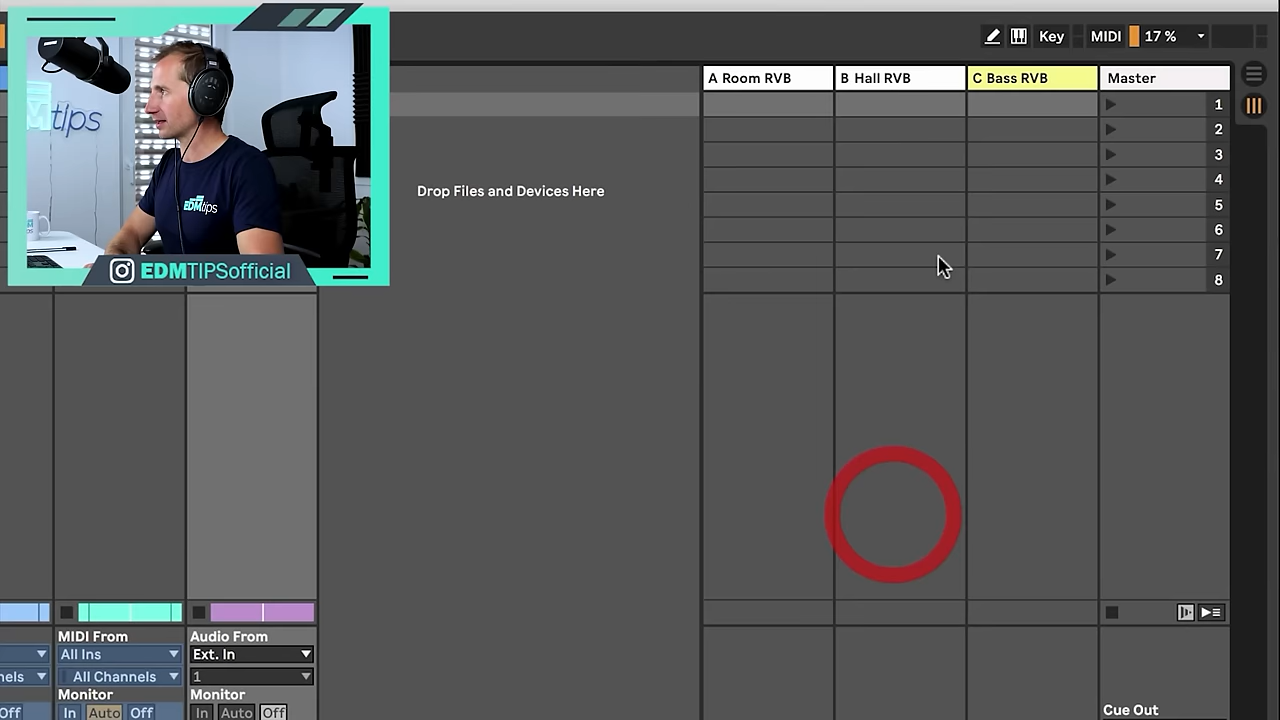 Key
MIDI
17 %
A Room RVB
B Hall RVB
C Bass RVB
Master
1
2
3
4
5
6
7
8
Drop Files and Devices Here
tips
EDMtips
EDMTIPSofficial
MIDI From
All Ins
All Channels
Monitor
In
Auto
Off
Audio From
Ext. In
1
Monitor
In
Auto
Off
nels
Off
Cue Out